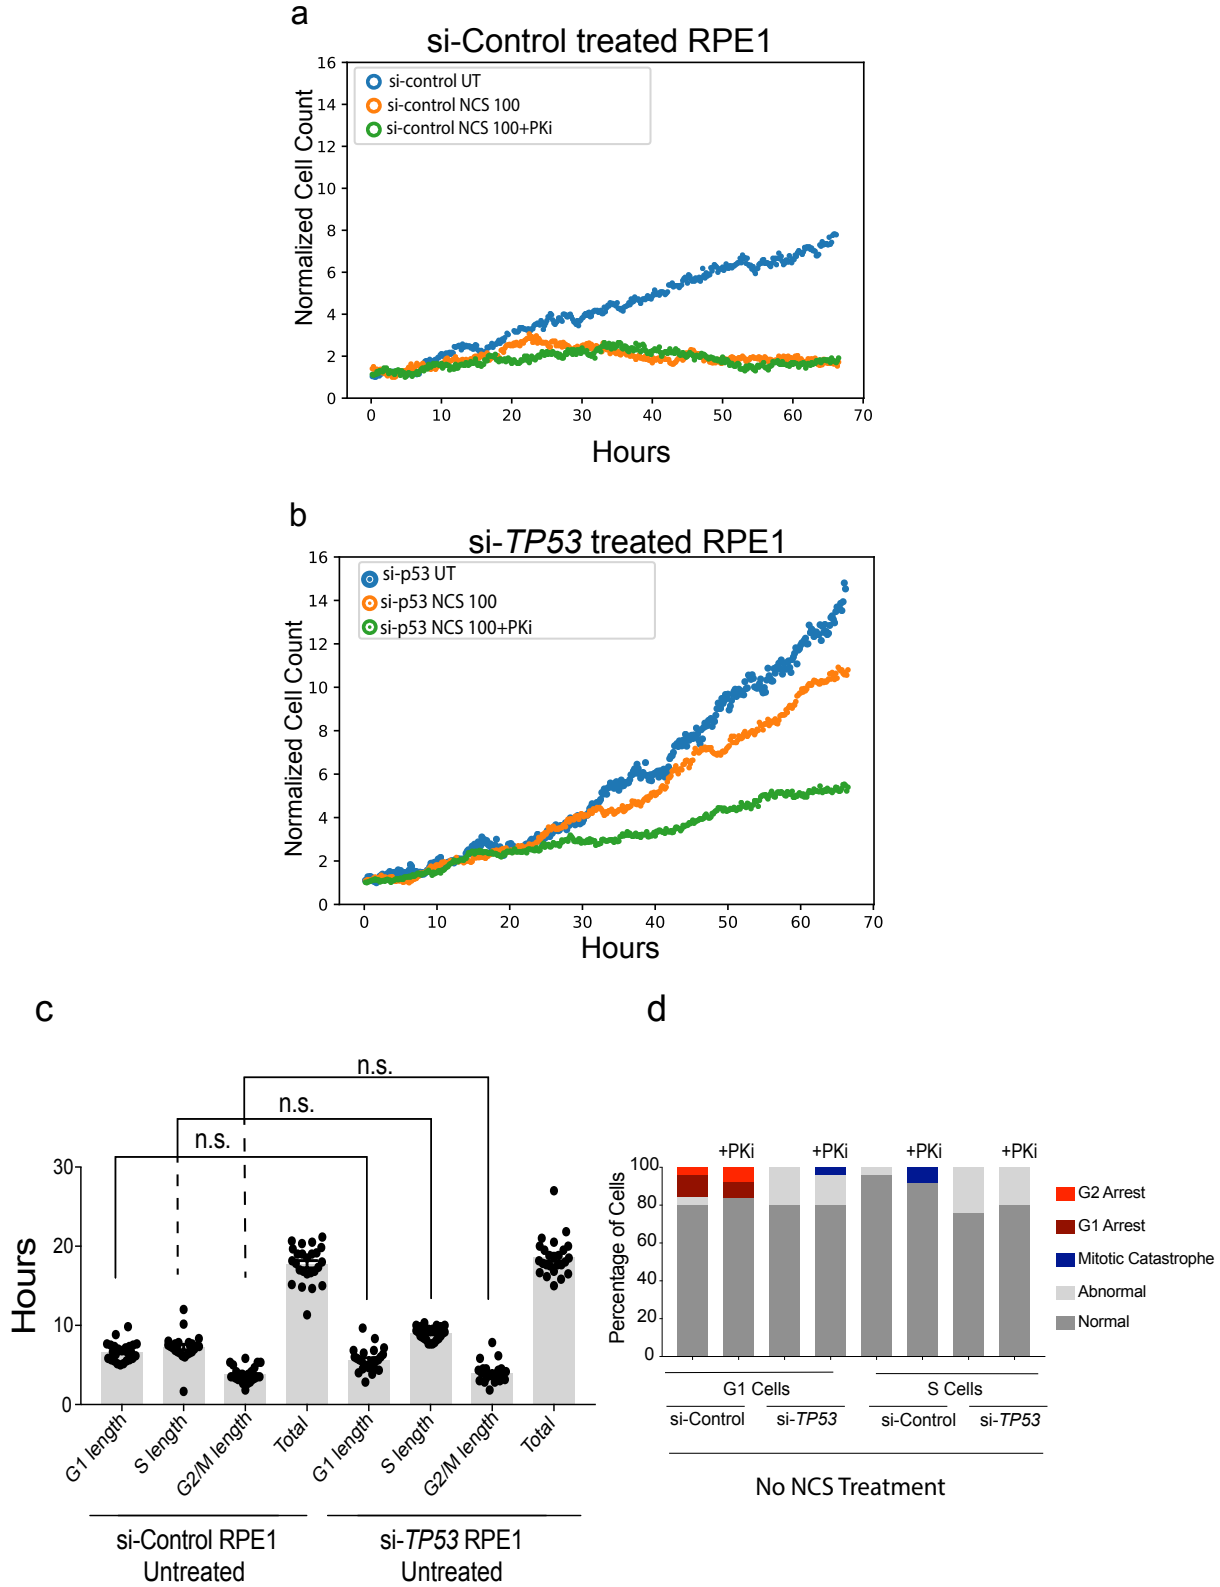 a
si-Control treated RPE1
16
14
12
10
8
6
4
2
0
Normalized Cell Count
si-control UT
si-control NCS 100
si-control NCS 100+PKi
0 10 20 30 40 50 60 70
Hours
b
si-TP53 treated RPE1
16
14
12
10
8
6
4
2
0
Normalized Cell Count
si-p53 UT
si-p53 NCS 100
si-p53 NCS 100+PKi
0 10 20 30 40 50 60 70
Hours
c
n.s.
n.s.
n.s.
30
20
10
0
Hours
G1 length
S length
G2/M length
Total
G1 length
S length
G2/M length
Total
si-Control RPE1
Untreated
si-TP53 RPE1
Untreated
d
+PKi +PKi +PKi +PKi
100
80
60
40
20
0
Percentage of Cells
G2 Arrest
G1 Arrest
Mitotic Catastrophe
Abnormal
Normal
G1 Cells S Cells
si-Control si-TP53 si-Control si-TP53
No NCS Treatment